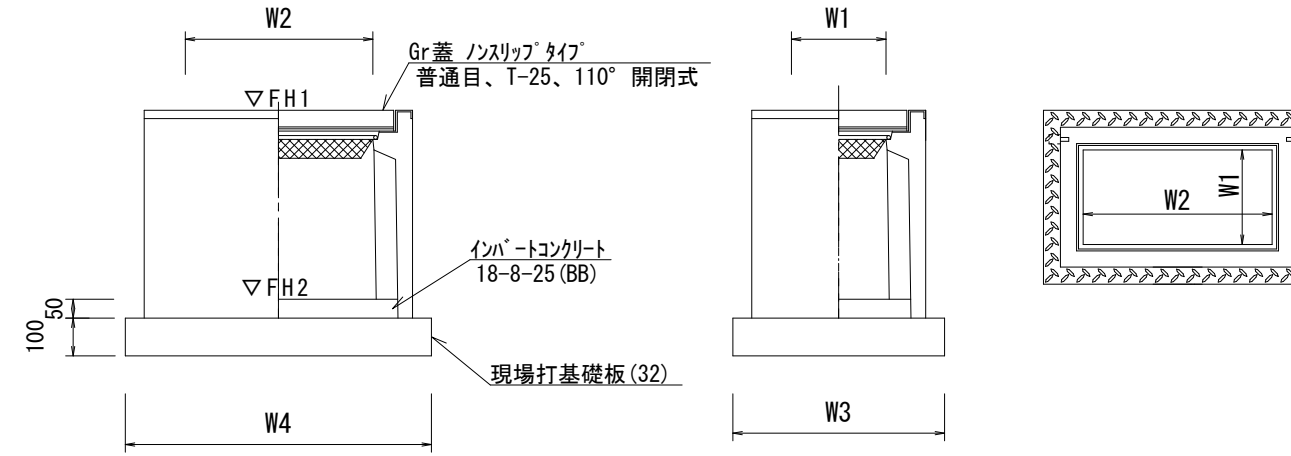 W2
Gr蓋 ノンスリップタイプ
普通目、T-25、110° 開閉式
▽FH1
インバートコンクリート
18-8-25(BB)
▽FH2
50
100
現場打基礎板(32)
W4
W1
W3
W1
W2